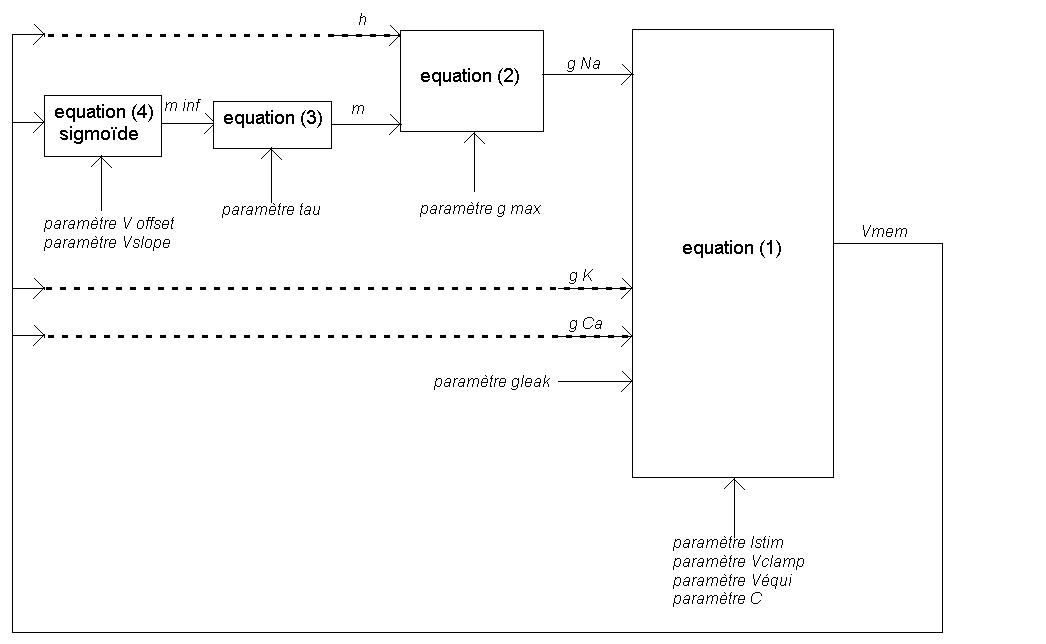 h
equation (2)
g Na
equation (4)
sigmoïde
m inf
equation (3)
m
paramètre V offset
paramètre Vslope
paramètre tau
paramètre g max
equation (1)
Vmem
g K
g Ca
paramètre gleak
paramètre Istim
paramètre Vclamp
paramètre Véqui
paramètre C